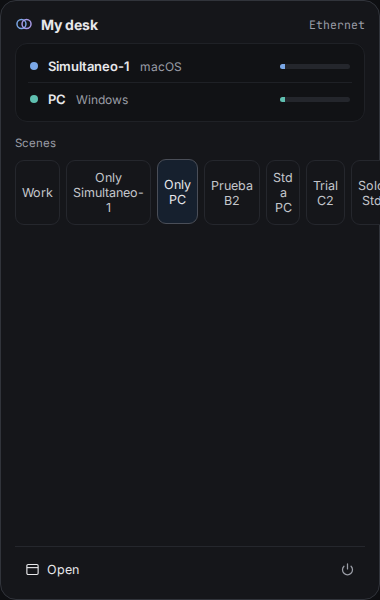 My desk
Ethernet
Simultaneo-1 macOS
PC Windows
Scenes
Work
Only
Simultaneo-
1
Only
PC
Prueba
B2
Std
a
PC
Trial
C2
Std
Open